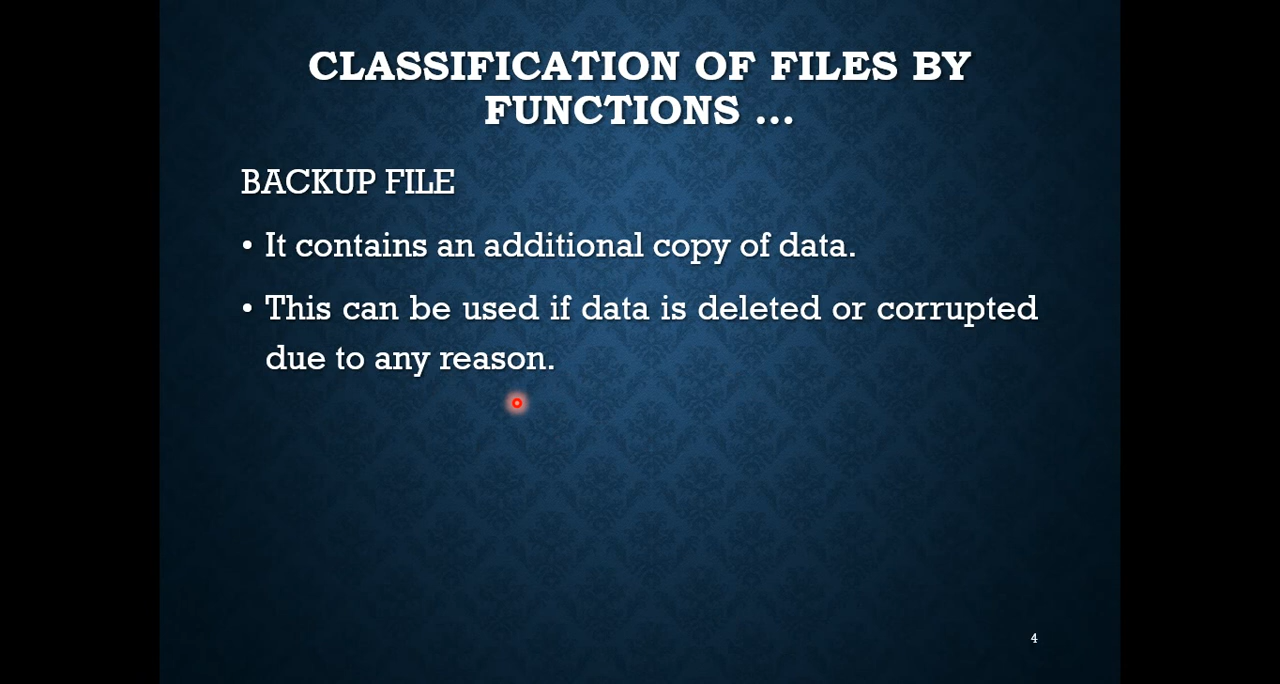 CLASSIFICATION OF FILES BY
FUNCTIONS ...
BACKUP FILE
• It contains an additional copy of data.
• This can be used if data is deleted or corrupted
due to any reason.
4